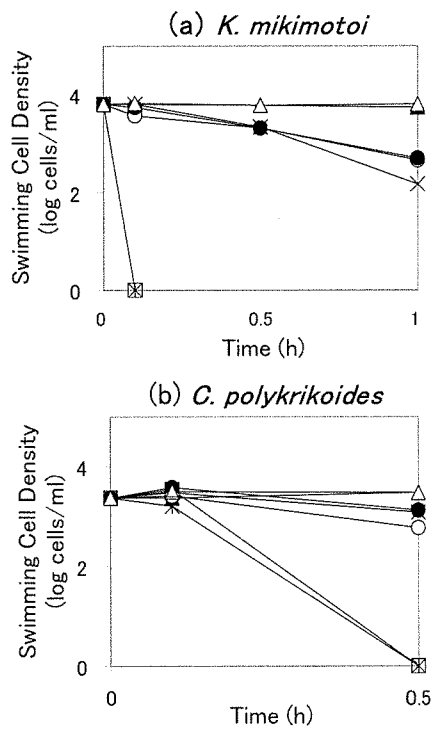 (a) K. mikimotoi
Swimming Cell Density
(log cells/ml)
4
2
0
0 0.5 1
Time (h)
(b) C. polykrikoides
Swimming Cell Density
(log cells/ml)
4
2
0
0 0.5
Time (h)